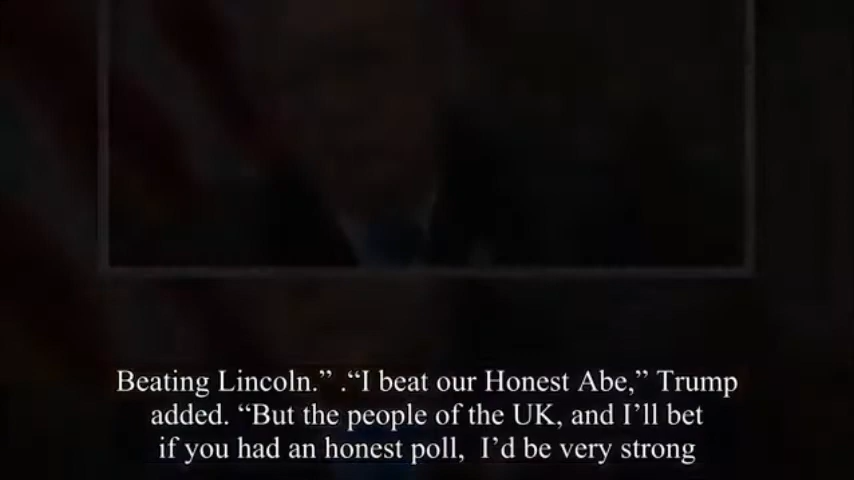 Beating Lincoln.” .“I beat our Honest Abe,” Trump
added. “But the people of the UK, and I’ll bet
if you had an honest poll,  I’d be very strong